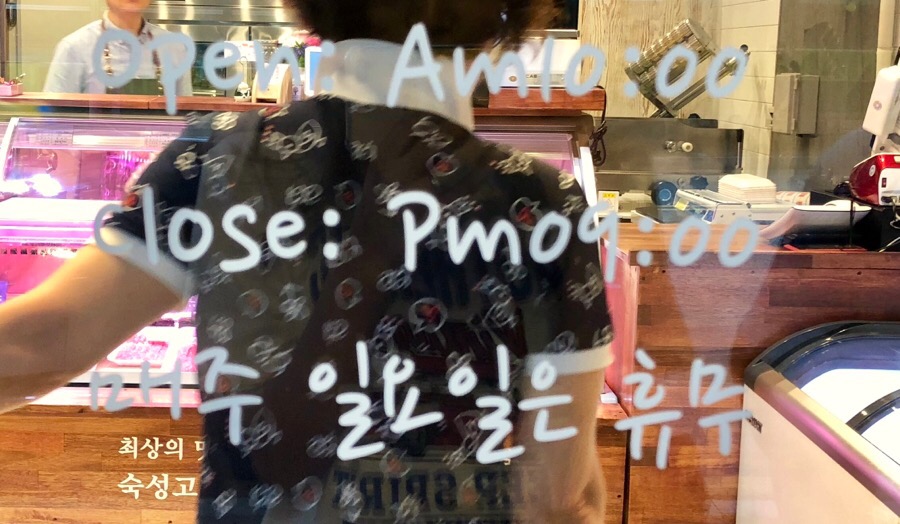 Open: Am10:00
Close: Pm09:00
매주 일요일은 휴무
최상의
숙성고